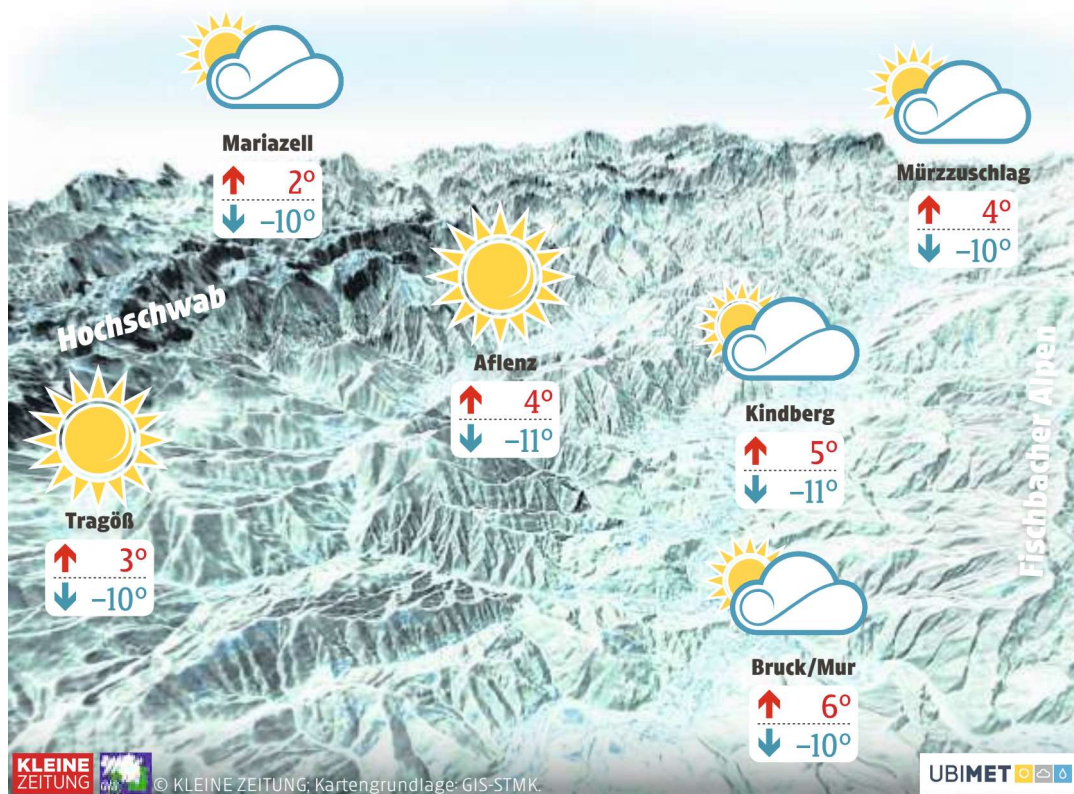 Mariazell
2°
–10°
Mürzzuschlag
4°
–10°
Hochschwab
Aflenz
4°
–11°
Kindberg
5°
–11°
Fischbacher Alpen
Tragöß
3°
–10°
Bruck/Mur
6°
–10°
KLEINE
ZEITUNG
© KLEINE ZEITUNG; Kartengrundlage: GIS-STMK.
UBIMET